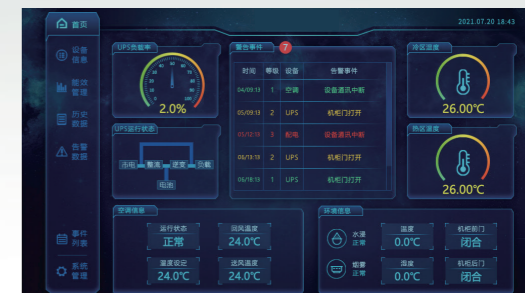 首页
2021.07.20 18:43
设备
信息
能效
管理
历史
数据
告警
数据
事件
列表
系统
管理
UPS负载率
2.0%
UPS运行状态
市电 整流 逆变 负载
电池
警告事件 7
时间 等级 设备 告警事件
04/09:13 1 空调 设备通讯中断
05/09:13 2 UPS 机柜门打开
05/12:18 3 配电 设备通讯中断
06/13:13 2 UPS 机柜门打开
06/18:13 1 UPS 机柜门打开
冷区温度
26.00℃
热区温度
26.00℃
空调信息
运行状态
正常
回风温度
24.0℃
温度设定
24.0℃
送风温度
24.0℃
环境信息
水浸
正常
温度
0.0℃
机柜前门
闭合
烟雾
正常
湿度
0.0℃
机柜后门
闭合